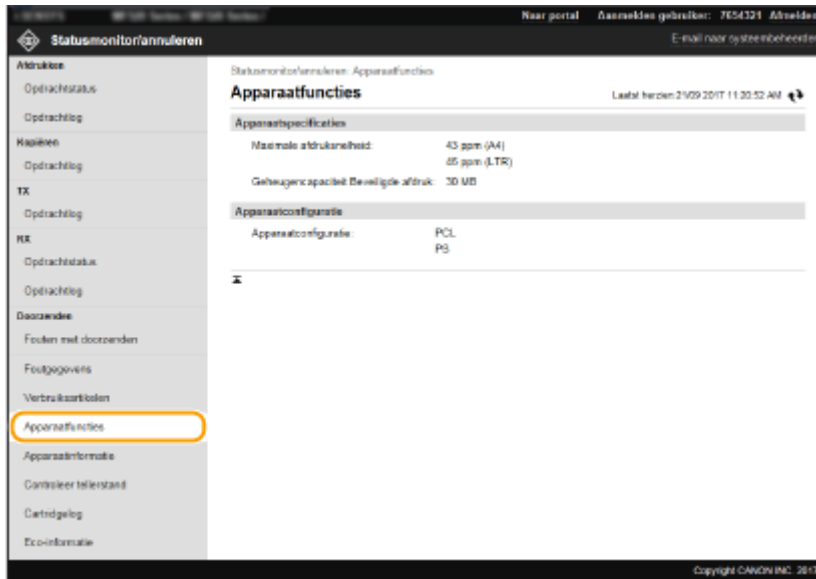 Naar portal Aanmelden gebruiker: 7654321 Afmelden
Statusmonitor/annuleren E-mail naar systeembeheerder
Afdrukken
Opdrachtstatus
Opdrachtlog
Kopiëren
Opdrachtlog
TX
Opdrachtlog
RX
Opdrachtstatus
Opdrachtlog
Doorzenden
Fouten met doorzenden
Foutgegevens
Verbruiksartikelen
Apparaatfuncties
Apparaatinformatie
Controleer tellerstand
Cartridgelog
Eco-informatie
Statusmonitor/annuleren: Apparaatfuncties
Apparaatfuncties Laatst herzien: 21/09 2017 11:20:52 AM
Apparaatspecificaties
Maximale afdruksnelheid: 43 ppm (A4)
45 ppm (LTR)
Geheugencapaciteit Beveiligde afdruk: 30 MB
Apparaatconfiguratie
Apparaatconfiguratie: PCL
PS
Copyright CANON INC. 2017